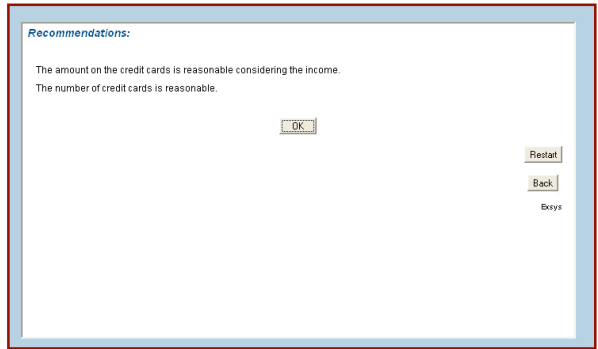 Recommendations:
The amount on the credit cards is reasonable considering the income.
The number of credit cards is reasonable.
OK
Restart
Back
Exsys